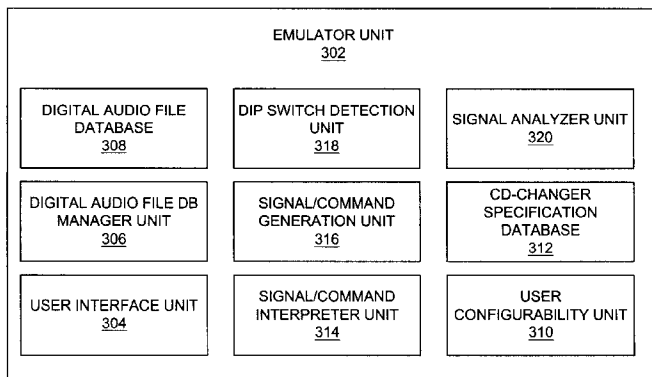 EMULATOR UNIT
302
DIGITAL AUDIO FILE
DATABASE
308
DIP SWITCH DETECTION
UNIT
318
SIGNAL ANALYZER UNIT
320
DIGITAL AUDIO FILE DB
MANAGER UNIT
306
SIGNAL/COMMAND
GENERATION UNIT
316
CD-CHANGER
SPECIFICATION
DATABASE
312
USER INTERFACE UNIT
304
SIGNAL/COMMAND
INTERPRETER UNIT
314
USER
CONFIGURABILITY UNIT
310